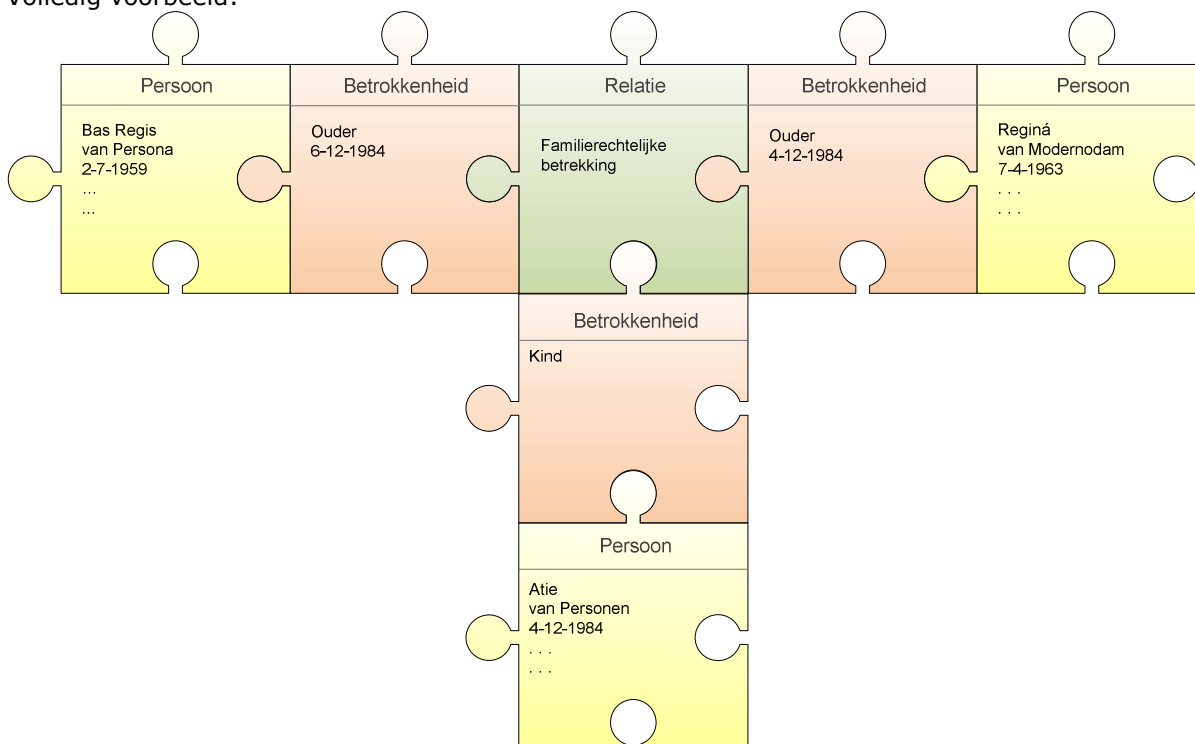 Volledig voorbeeld:
Persoon
Bas Regis
van Persona
2-7-1959
...
...
Betrokkenheid
Ouder
6-12-1984
Relatie
Familierechtelijke
betrekking
Betrokkenheid
Ouder
4-12-1984
Persoon
Reginá
van Modernodam
7-4-1963
. . .
. . .
Betrokkenheid
Kind
Persoon
Atie
van Personen
4-12-1984
. . .
. . .